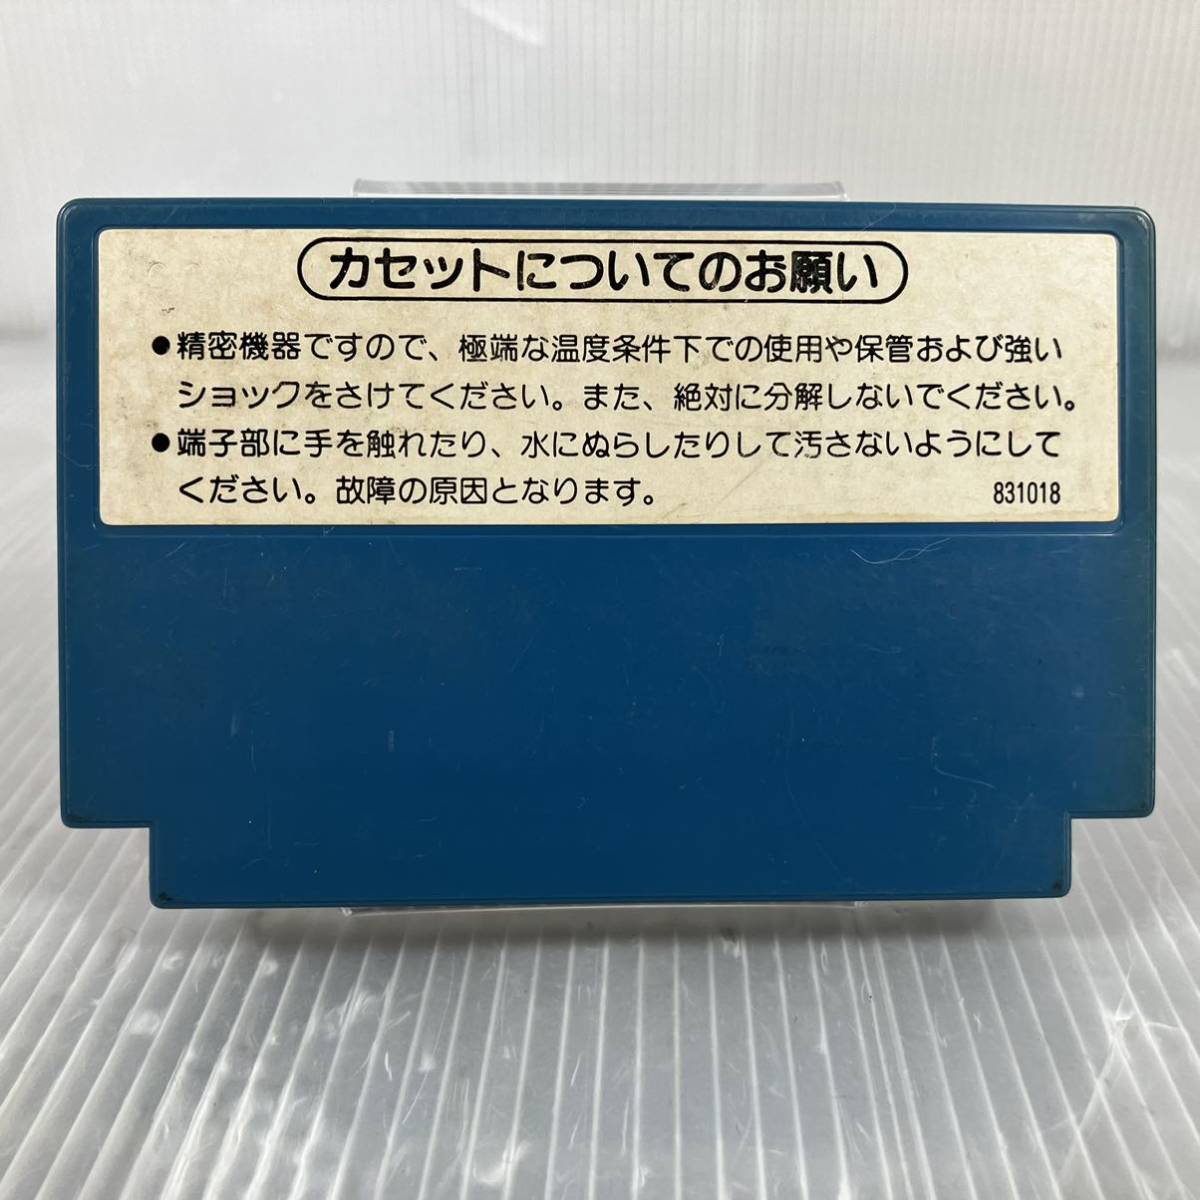 カセットについてのお願い
●精密機器ですので、極端な温度条件下での使用や保管および強い
ショックをさけてください。また、絶対に分解しないでください。
●端子部に手を触れたり、水にぬらしたりして汚さないようにして
ください。故障の原因となります。 831018